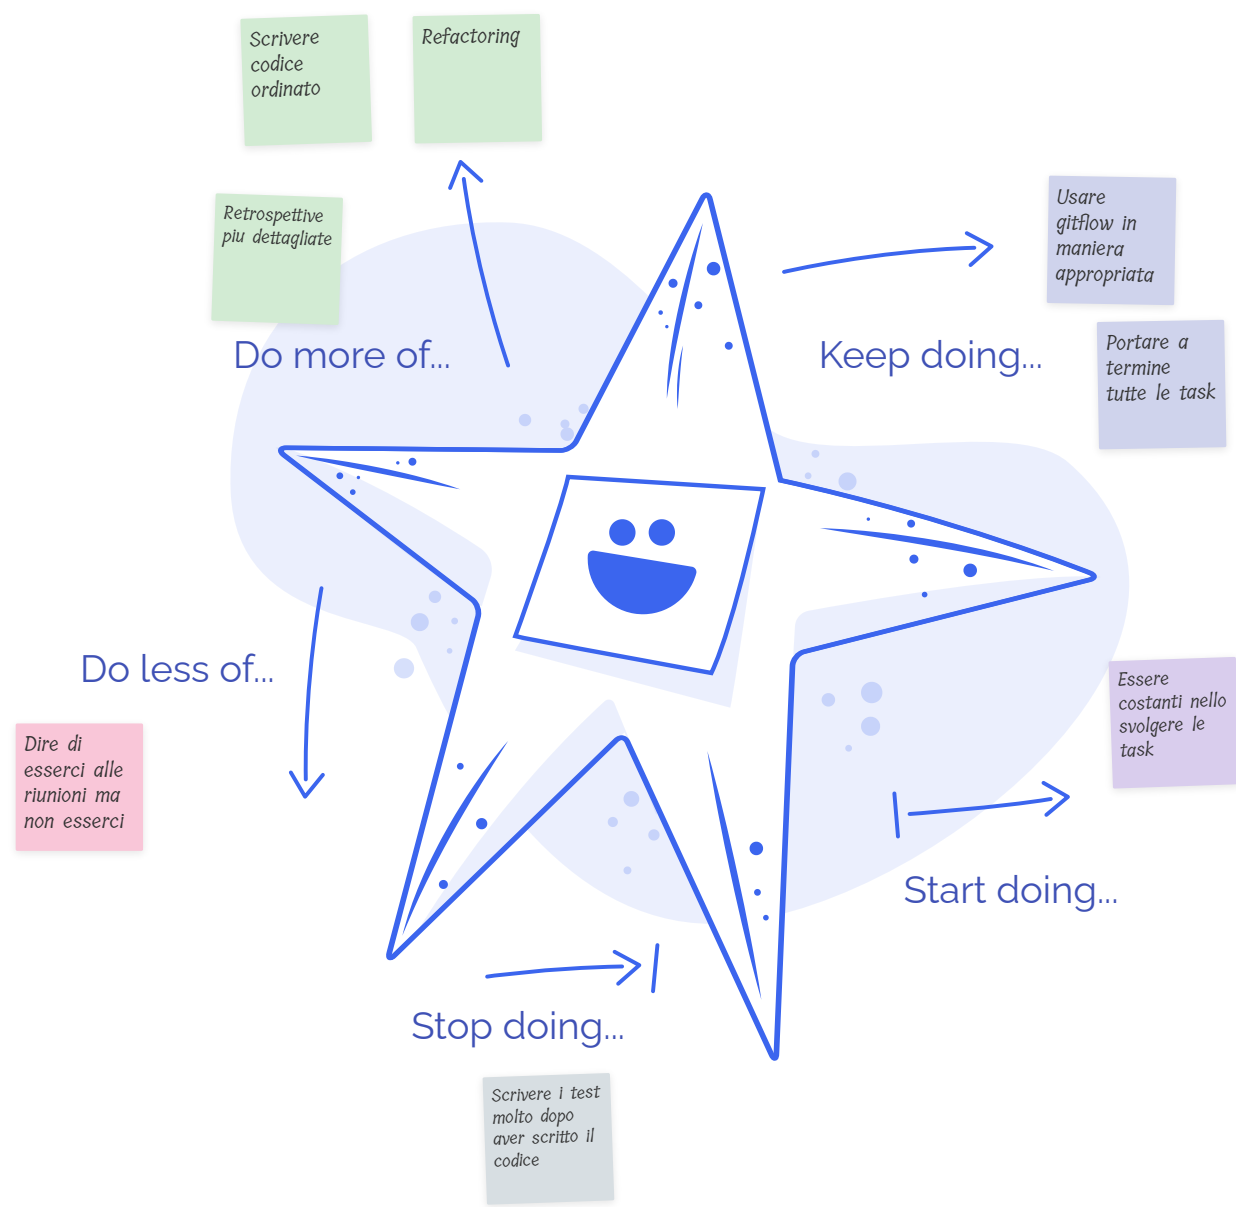 Scrivere
codice
ordinato
Refactoring
Retrospettive
piu dettagliate
Do more of...
Usare
gitflow in
maniera
appropriata
Portare a
termine
tutte le task
Keep doing...
Do less of...
Dire di
esserci alle
riunioni ma
non esserci
Essere
costanti nello
svolgere le
task
Start doing...
Stop doing...
Scrivere i test
molto dopo
aver scritto il
codice